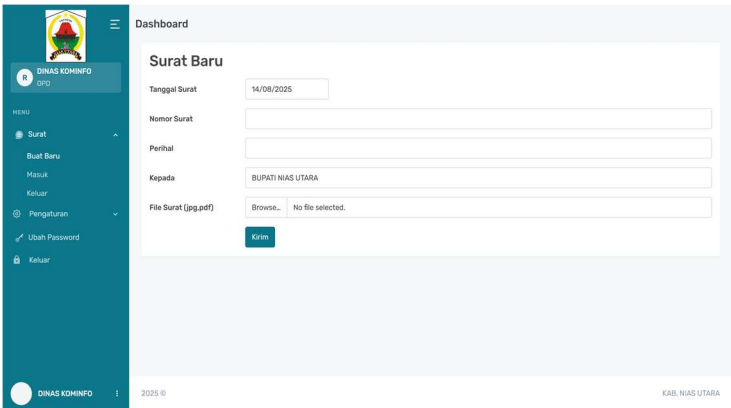 Dashboard
R
DINAS KOMINFO
OPD
MENU
Surat
Buat Baru
Masuk
Keluar
Pengaturan
Ubah Password
Keluar
DINAS KOMINFO
Surat Baru
Tanggal Surat 14/08/2025
Nomor Surat
Perihal
Kepada BUPATI NIAS UTARA
File Surat (jpg.pdf) Browse... No file selected.
Kirim
2025 © KAB. NIAS UTARA